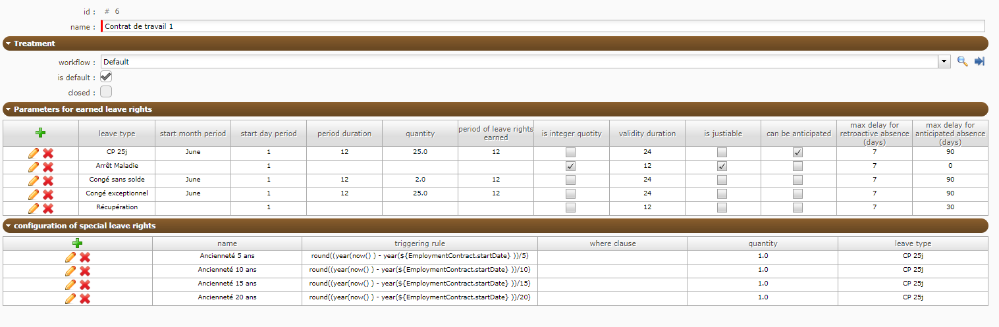 id : # 6
name : Contrat de travail 1
Treatment
workflow : Default
is default :
closed :
Parameters for earned leave rights
leave type start month period start day period period duration quantity period of leave rights earned is integer quotity validity duration is justiable can be anticipated max delay for retroactive absence (days) max delay for anticipated absence (days)
CP 25j June 1 12 25.0 12 24 7 90
Arrêt Maladie 1 12 7 0
Congé sans solde June 1 12 2.0 12 24 7 90
Congé exceptionnel June 1 12 25.0 12 24 7 90
Récupération 1 12 7 30
configuration of special leave rights
name triggering rule where clause quantity leave type
Ancienneté 5 ans round((year(now() ) - year(${EmploymentContract.startDate} ))/5) 1.0 CP 25j
Ancienneté 10 ans round((year(now() ) - year(${EmploymentContract.startDate} ))/10) 1.0 CP 25j
Ancienneté 15 ans round((year(now() ) - year(${EmploymentContract.startDate} ))/15) 1.0 CP 25j
Ancienneté 20 ans round((year(now() ) - year(${EmploymentContract.startDate} ))/20) 1.0 CP 25j